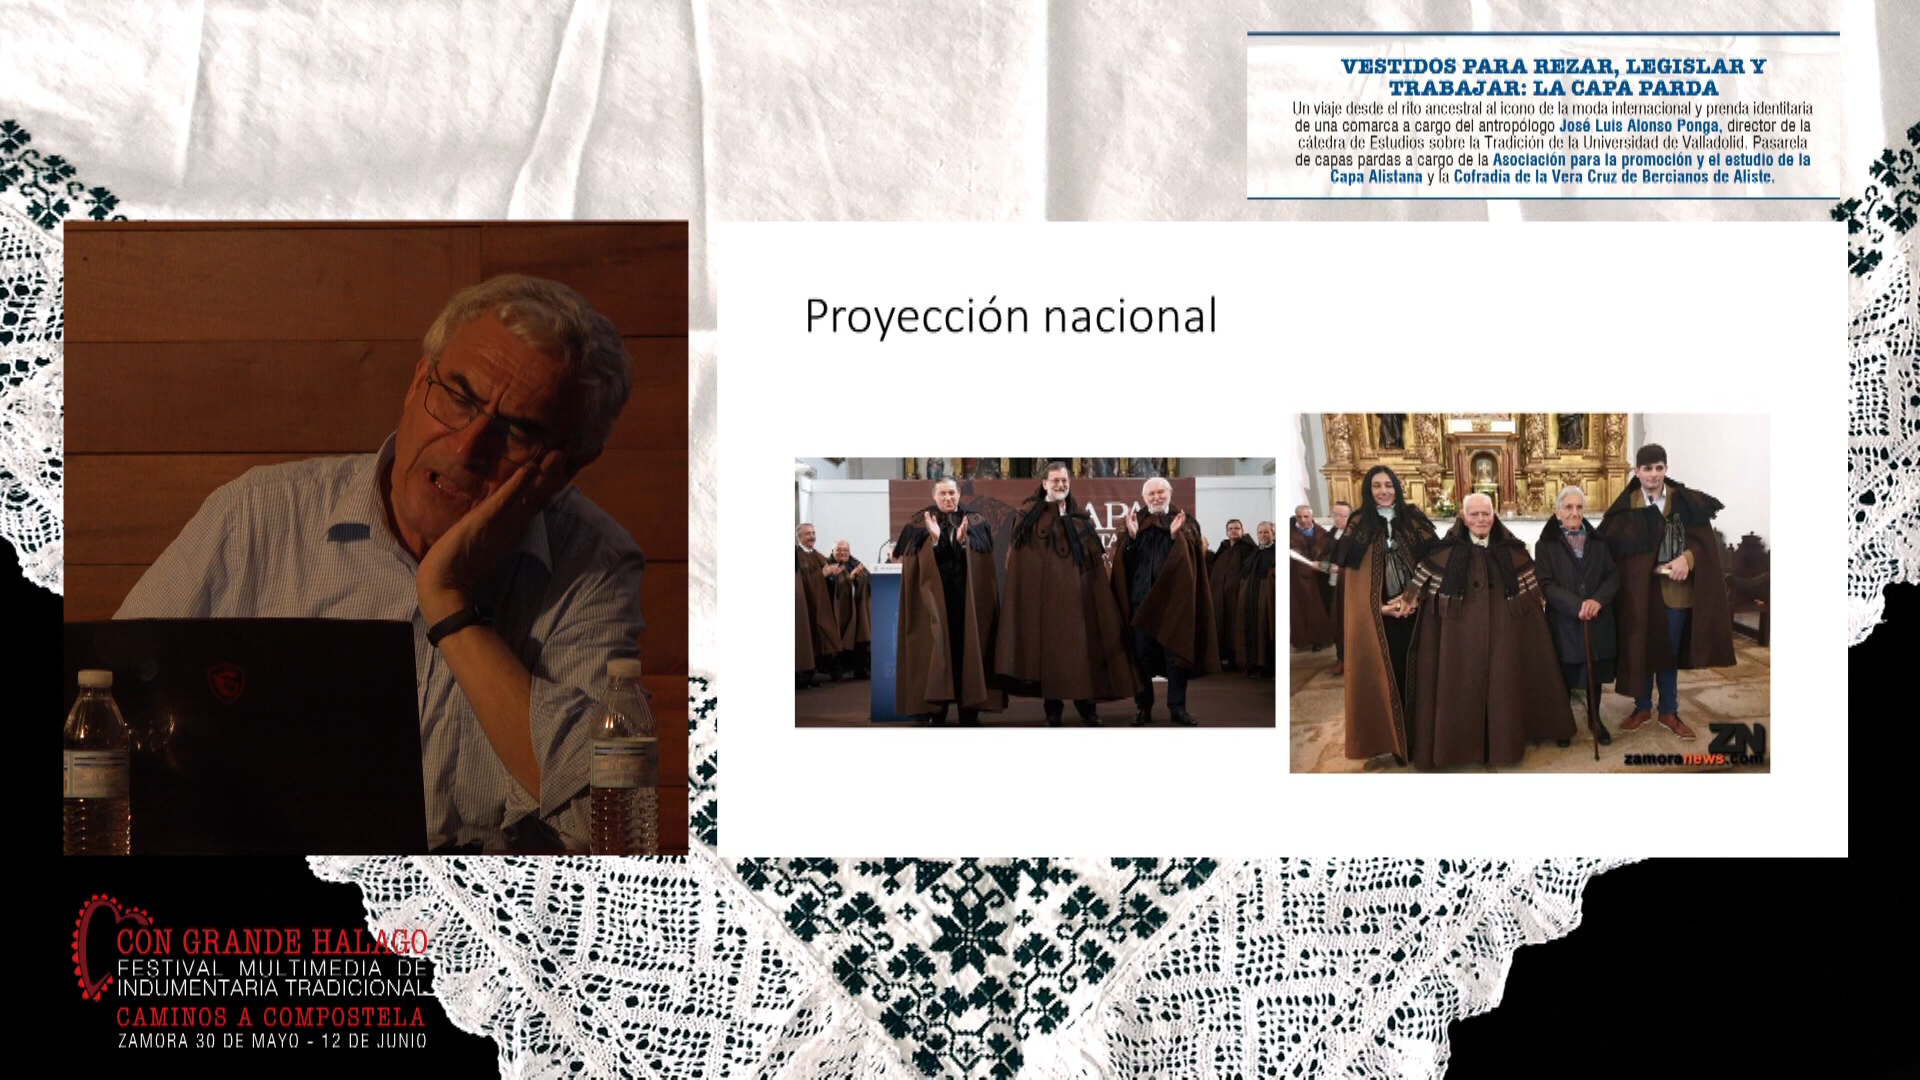 VESTIDOS PARA REZAR, LEGISLAR Y
TRABAJAR: LA CAPA PARDA
Un viaje desde el rito ancestral al icono de la moda internacional y prenda identitaria
de una comarca a cargo del antropólogo José Luis Alonso Ponga, director de la
cátedra de Estudios sobre la Tradición de la Universidad de Valladolid. Pasarela
de capas pardas a cargo de la Asociación para la promoción y el estudio de la
Capa Alistana y la Cofradía de la Vera Cruz de Bercianos de Aliste.
Proyección nacional
ZN
zamoranews.com
CON GRANDE HALAGO
FESTIVAL MULTIMEDIA DE
INDUMENTARIA TRADICIONAL
CAMINOS A COMPOSTELA
ZAMORA 30 DE MAYO - 12 DE JUNIO